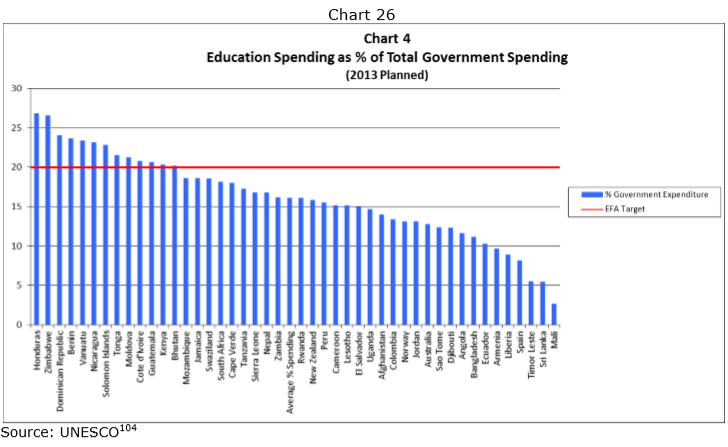 Chart 26
Chart 4
Education Spending as % of Total Government Spending
(2013 Planned)
30
25
20
15
10
5
0
% Government Expenditure
EFA Target
Honduras
Zimbabwe
Dominican Republic
Benin
Vanuatu
Nicaragua
Solomon Islands
Tonga
Moldova
Cote d'Ivoire
Guatemala
Kenya
Bhutan
Mozambique
Jamaica
Swaziland
South Africa
Cape Verde
Tanzania
Sierra Leone
Nepal
Zambia
Average % Spending
Rwanda
New Zealand
Peru
Cameroon
Lesotho
El Salvador
Uganda
Afghanistan
Colombia
Norway
Jordan
Australia
Sao Tome
Djibouti
Angola
Bangladesh
Ecuador
Armenia
Liberia
Spain
Timor Leste
Sri Lanka
Mali
Source: UNESCO104